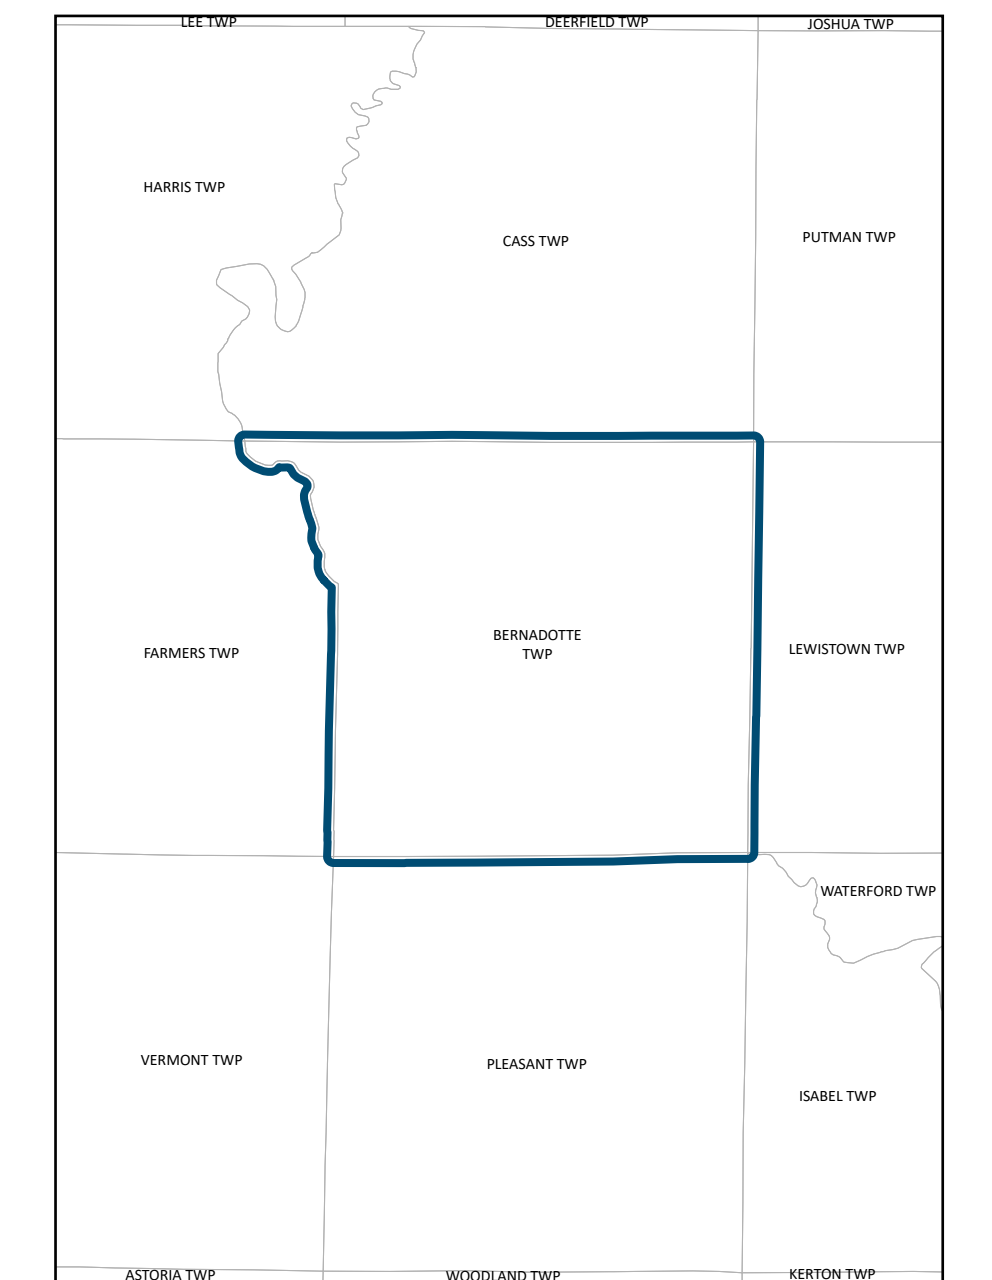 LEE TWP
DEERFIELD TWP
JOSHUA TWP
HARRIS TWP
CASS TWP
PUTMAN TWP
BERNADOTTE
TWP
FARMERS TWP
LEWISTOWN TWP
WATERFORD TWP
VERMONT TWP
PLEASANT TWP
ISABEL TWP
ASTORIA TWP
WOODLAND TWP
KERTON TWP